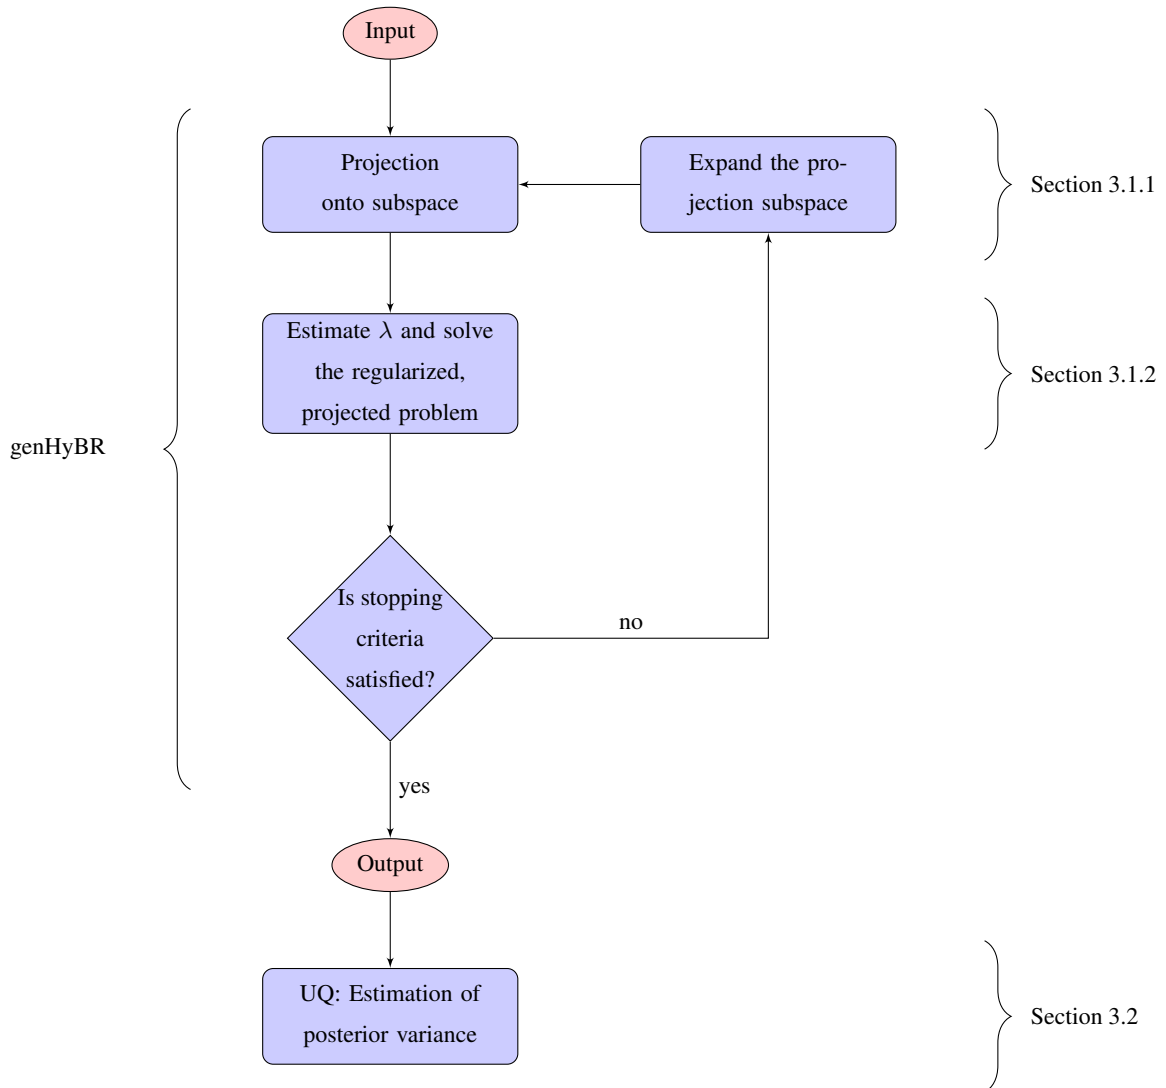 Input
Projection
onto subspace
Expand the pro-
jection subspace
Section 3.1.1
Estimate λ and solve
the regularized,
projected problem
Section 3.1.2
genHyBR
Is stopping
criteria
satisfied?
no
yes
Output
UQ: Estimation of
posterior variance
Section 3.2